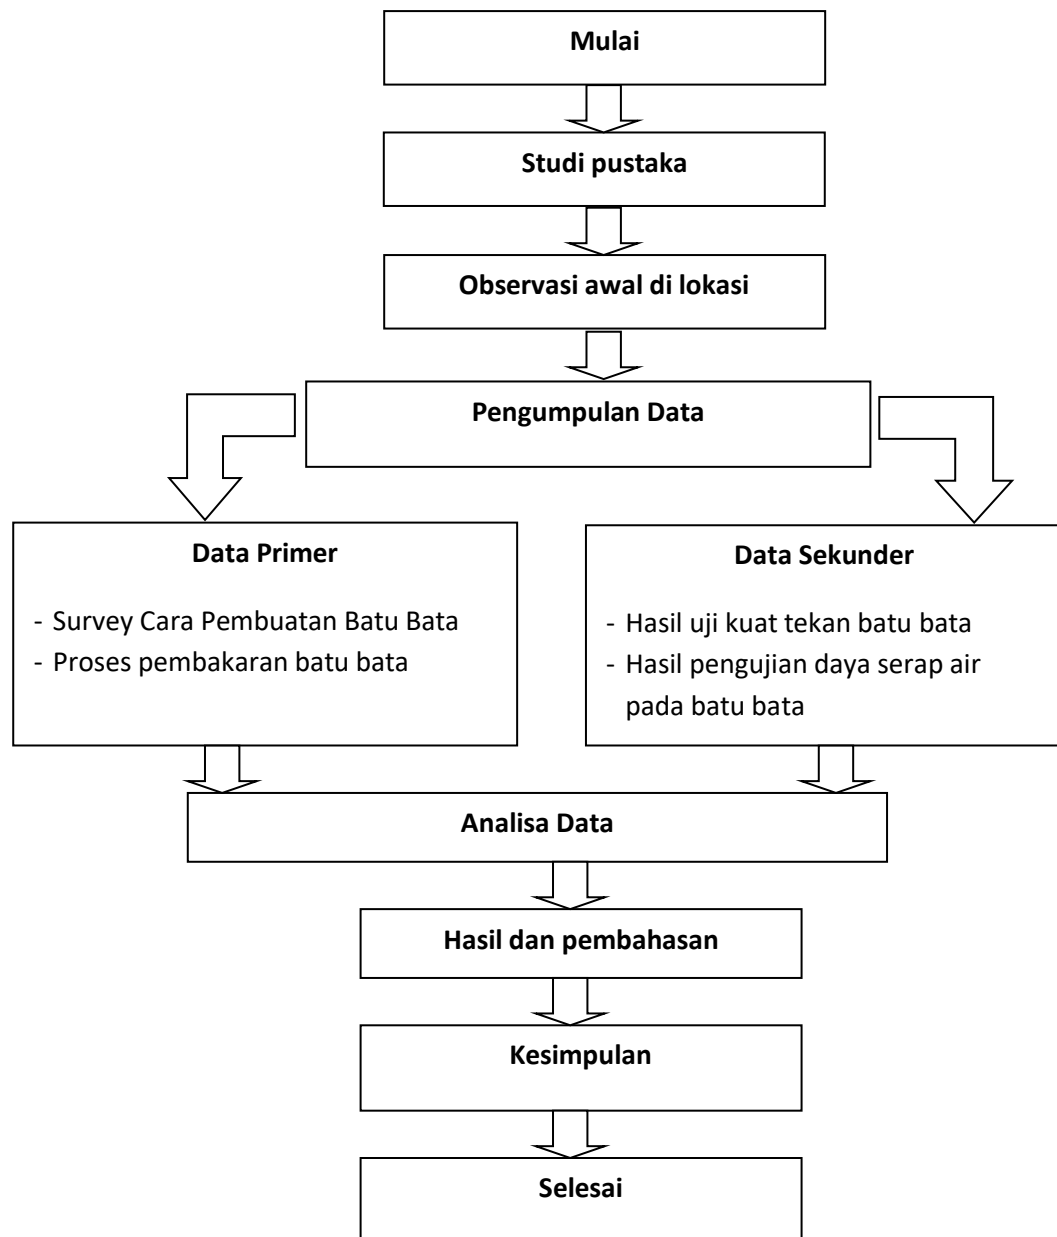 Mulai
Studi pustaka
Observasi awal di lokasi
Pengumpulan Data
Data Primer
- Survey Cara Pembuatan Batu Bata
- Proses pembakaran batu bata
Data Sekunder
- Hasil uji kuat tekan batu bata
- Hasil pengujian daya serap air
pada batu bata
Analisa Data
Hasil dan pembahasan
Kesimpulan
Selesai